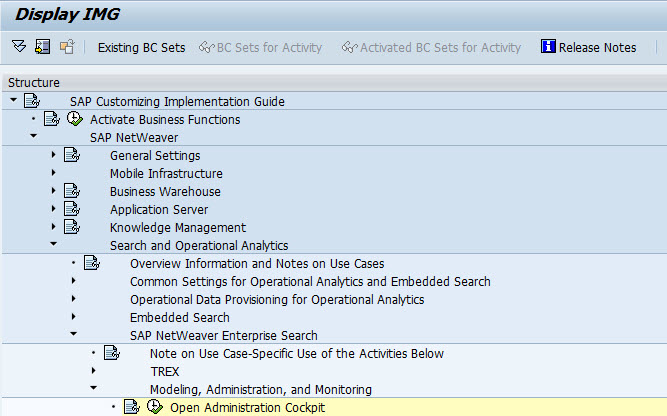 Display IMG
Existing BC Sets BC Sets for Activity Activated BC Sets for Activity Release Notes
Structure
SAP Customizing Implementation Guide
Activate Business Functions
SAP NetWeaver
General Settings
Mobile Infrastructure
Business Warehouse
Application Server
Knowledge Management
Search and Operational Analytics
Overview Information and Notes on Use Cases
Common Settings for Operational Analytics and Embedded Search
Operational Data Provisioning for Operational Analytics
Embedded Search
SAP NetWeaver Enterprise Search
Note on Use Case-Specific Use of the Activities Below
TREX
Modeling, Administration, and Monitoring
Open Administration Cockpit